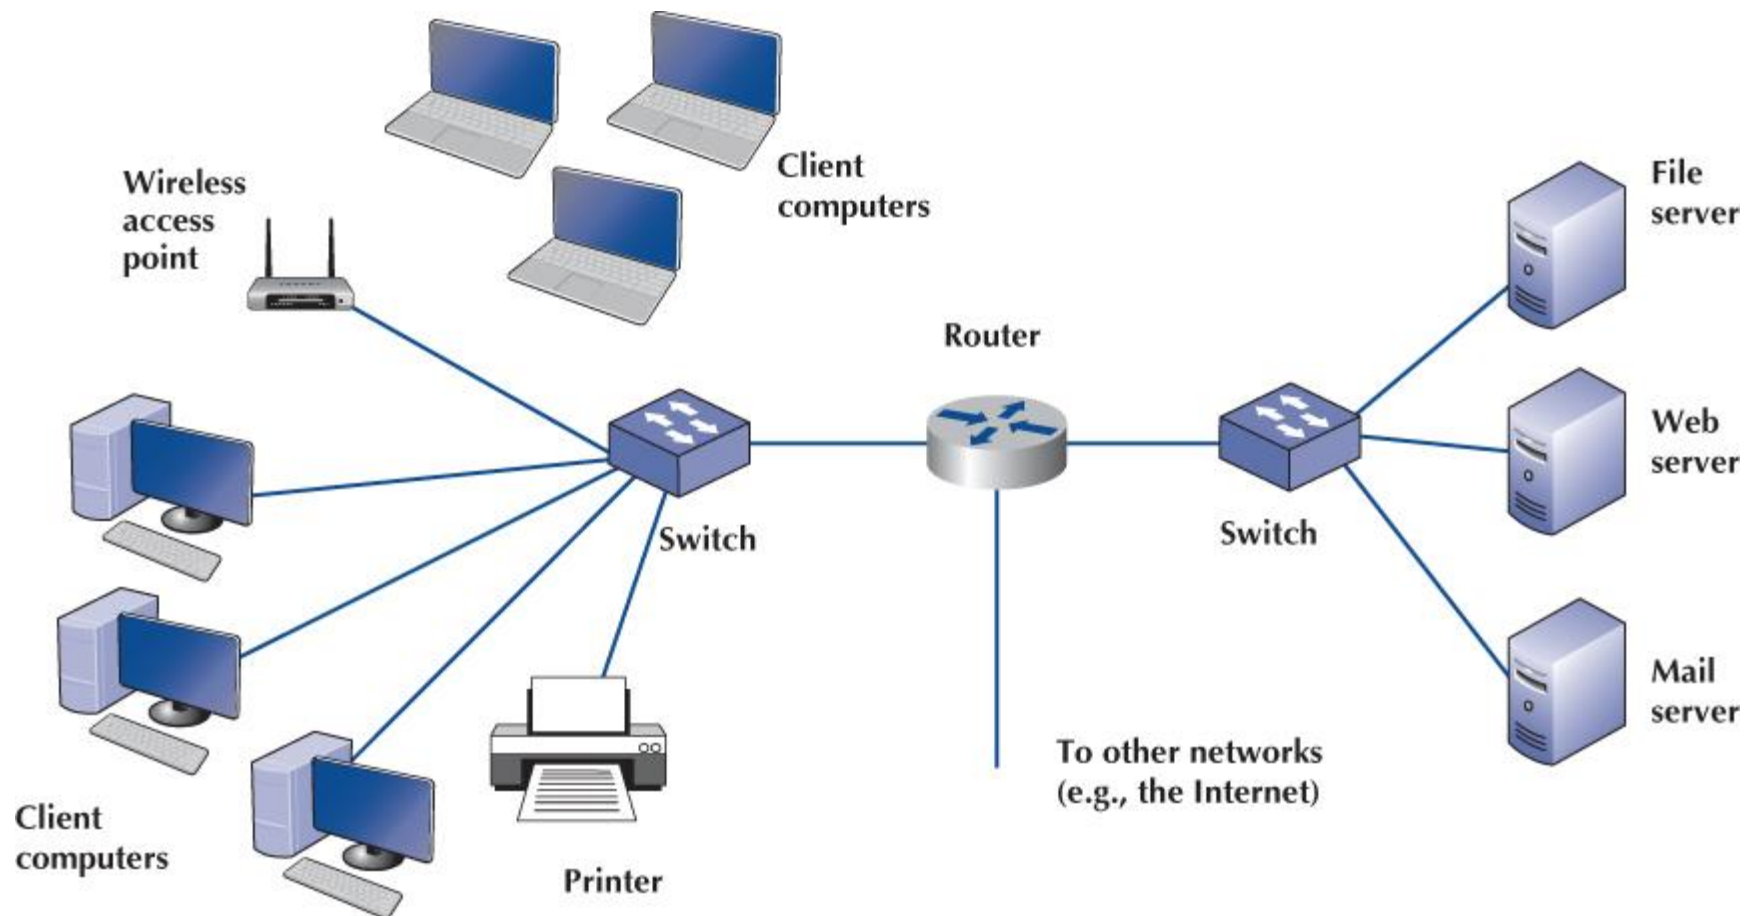 Wireless
access
point
Client
computers
File
server
Router
Switch
Switch
Web
server
Mail
server
To other networks
(e.g., the Internet)
Client
computers
Printer